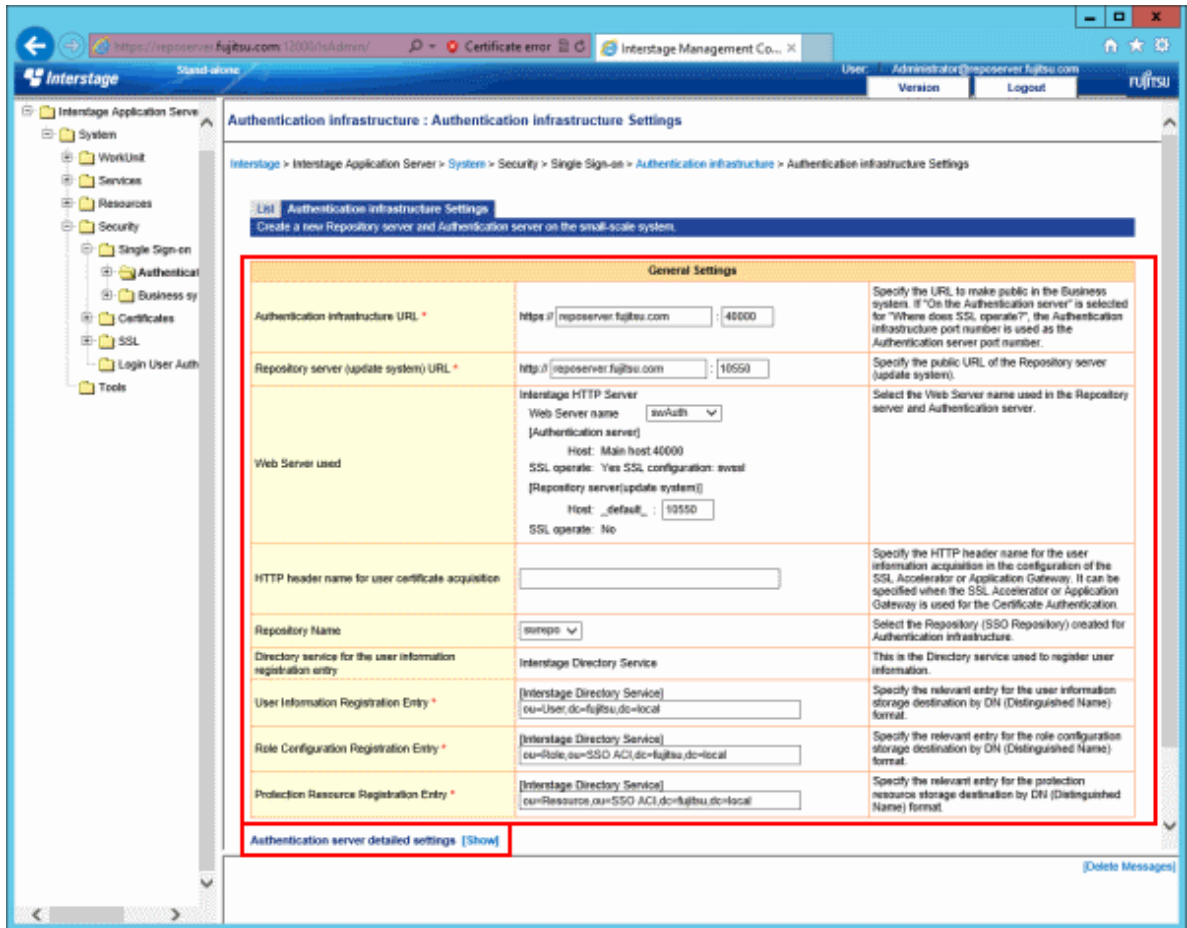 https://reposerver.fujitsu.com:12000/IsAdmin/
Certificate error
Interstage Management Co...
Interstage
Stand-alone
User: Administrator@reposerver.fujitsu.com
Version
Logout
FUJITSU
Interstage Application Serve
System
WorkUnit
Services
Resources
Security
Single Sign-on
Authenticat
Business sy
Certificates
SSL
Login User Auth
Tools
Authentication infrastructure : Authentication infrastructure Settings
Interstage > Interstage Application Server > System > Security > Single Sign-on > Authentication infrastructure > Authentication infrastructure Settings
List Authentication infrastructure Settings
Create a new Repository server and Authentication server on the small-scale system.
General Settings
Authentication infrastructure URL *
https:// reposerver.fujitsu.com : 40000
Specify the URL to make public in the Business
system. If "On the Authentication server" is selected
for "Where does SSL operate?", the Authentication
infrastructure port number is used as the
Authentication server port number.
Repository server (update system) URL *
http:// reposerver.fujitsu.com : 10550
Specify the public URL of the Repository server
(update system).
Web Server used
Interstage HTTP Server
Web Server name swAuth
[Authentication server]
Host: Main host:40000
SSL operate: Yes SSL configuration: swssl
[Repository server(update system)]
Host: _default_ : 10550
SSL operate: No
Select the Web Server name used in the Repository
server and Authentication server.
HTTP header name for user certificate acquisition
Specify the HTTP header name for the user
information acquisition in the configuration of the
SSL Accelerator or Application Gateway. It can be
specified when the SSL Accelerator or Application
Gateway is used for the Certificate Authentication.
Repository Name
Select the Repository (SSO Repository) created for
Authentication infrastructure.
Directory service for the user information
registration entry
Interstage Directory Service
This is the Directory service used to register user
information.
User Information Registration Entry *
[Interstage Directory Service]
ou=User,dc=fujitsu,dc=local
Specify the relevant entry for the user information
storage destination by DN (Distinguished Name)
format.
Role Configuration Registration Entry *
[Interstage Directory Service]
ou=Role,ou=SSO ACI,dc=fujitsu,dc=local
Specify the relevant entry for the role configuration
storage destination by DN (Distinguished Name)
format.
Protection Resource Registration Entry *
[Interstage Directory Service]
ou=Resource,ou=SSO ACI,dc=fujitsu,dc=local
Specify the relevant entry for the protection
resource storage destination by DN (Distinguished
Name) format.
Authentication server detailed settings [Show]
[Delete Messages]